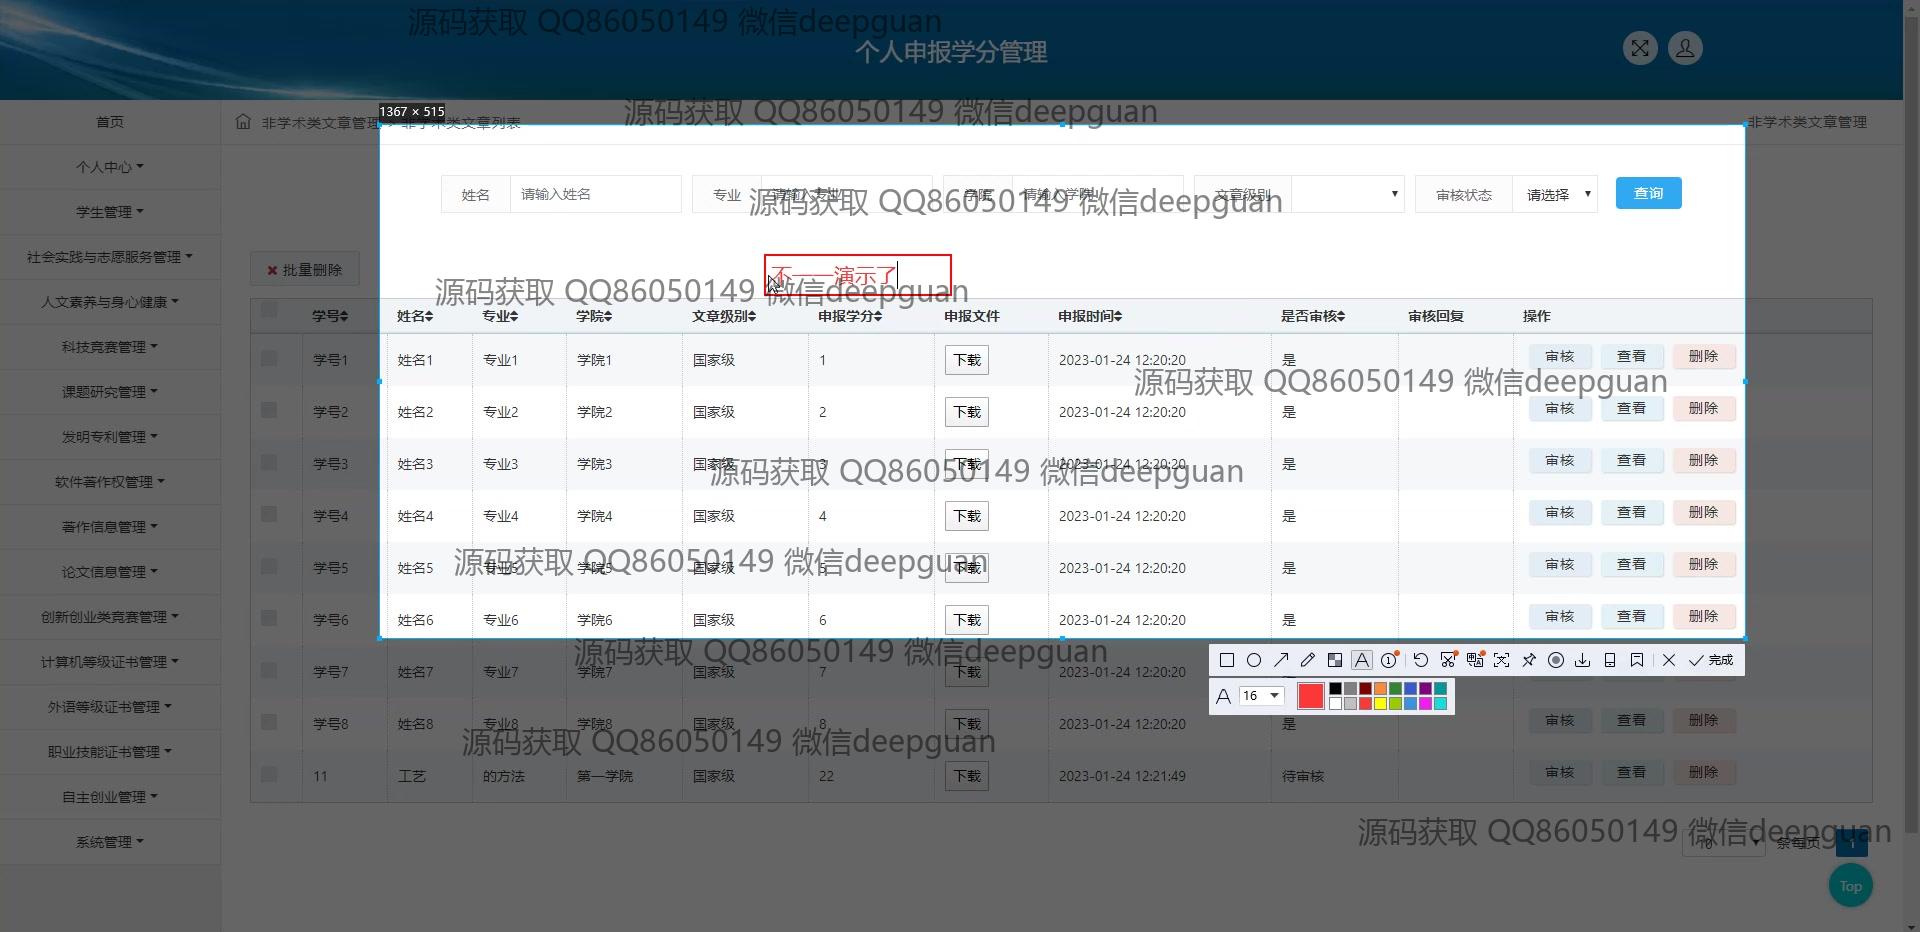 源码获取 QQ86050149 微信deepguan
个人申报学分管理
1367 × 515
源码获取 QQ86050149 微信deepguan
首页
非学术类文章管理
非学术类文章列表
非学术类文章管理
个人中心
学生管理
社会实践与志愿服务管理
人文素养与身心健康
科技竞赛管理
课题研究管理
发明专利管理
软件著作权管理
著作信息管理
论文信息管理
创新创业类竞赛管理
计算机等级证书管理
外语等级证书管理
职业技能证书管理
自主创业管理
系统管理
姓名 请输入姓名 专业 请输入专业 学院 请输入学院 文章级别 审核状态 请选择 查询
源码获取 QQ86050149 微信deepguan
批量删除
不一一演示了
源码获取 QQ86050149 微信deepguan
学号 姓名 专业 学院 文章级别 申报学分 申报文件 申报时间 是否审核 审核回复 操作
学号1 姓名1 专业1 学院1 国家级 1 下载 2023-01-24 12:20:20 是 审核 查看 删除
源码获取 QQ86050149 微信deepguan
学号2 姓名2 专业2 学院2 国家级 2 下载 2023-01-24 12:20:20 是 审核 查看 删除
学号3 姓名3 专业3 学院3 国家级 3 下载 2023-01-24 12:20:20 是 审核 查看 删除
源码获取 QQ86050149 微信deepguan
学号4 姓名4 专业4 学院4 国家级 4 下载 2023-01-24 12:20:20 是 审核 查看 删除
学号5 姓名5 专业5 学院5 国家级 5 下载 2023-01-24 12:20:20 是 审核 查看 删除
源码获取 QQ86050149 微信deepguan
学号6 姓名6 专业6 学院6 国家级 6 下载 2023-01-24 12:20:20 是 审核 查看 删除
源码获取 QQ86050149 微信deepguan
完成
学号7 姓名7 专业7 学院7 国家级 7 下载 2023-01-24 12:20:20
A 16
学号8 姓名8 专业8 学院8 国家级 8 下载 2023-01-24 12:20:20 是 审核 查看 删除
源码获取 QQ86050149 微信deepguan
11 工艺 的方法 第一学院 国家级 22 下载 2023-01-24 12:21:49 待审核 审核 查看 删除
源码获取 QQ86050149 微信deepguan
10 条每页 1
Top